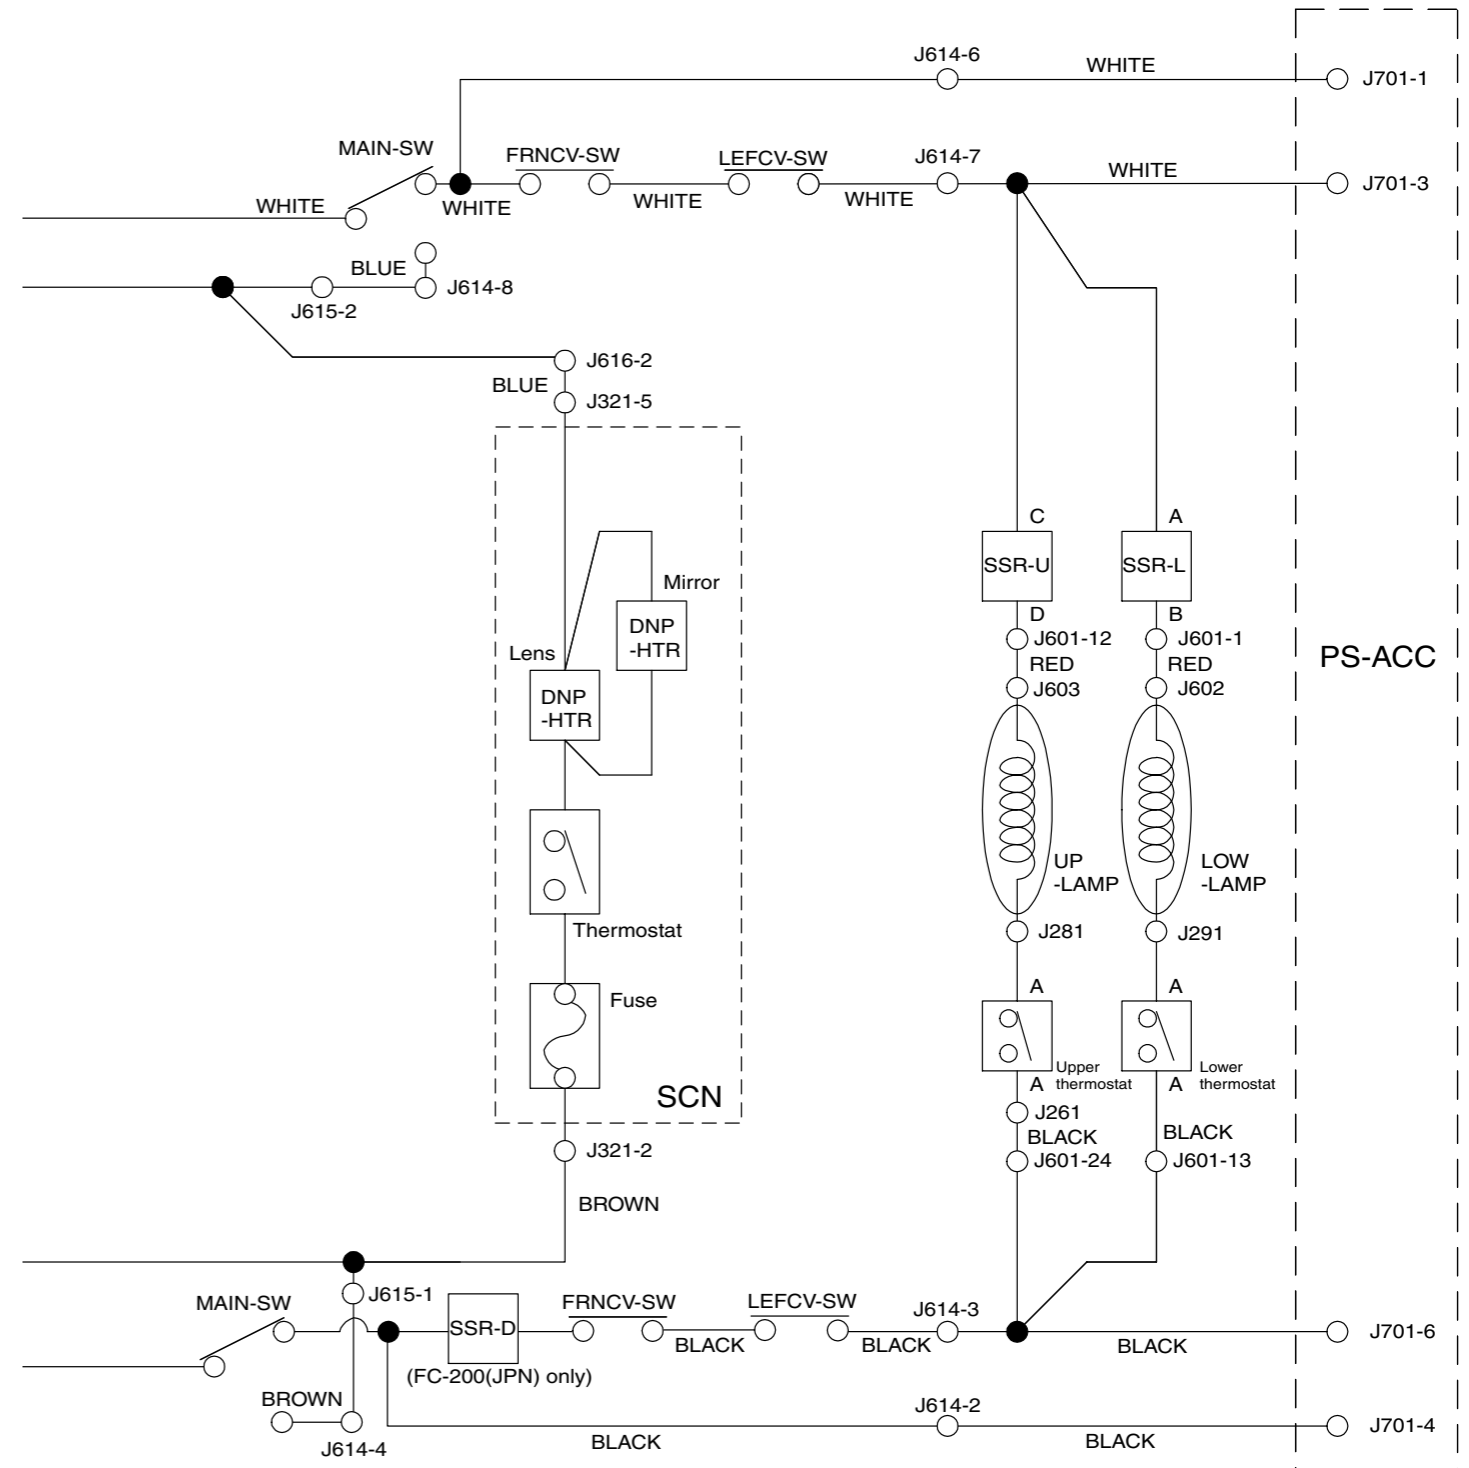 J614-6
WHITE
J701-1
MAIN-SW
FRNCV-SW
LEFCV-SW
J614-7
WHITE
J701-3
WHITE
WHITE
WHITE
WHITE
BLUE
J614-8
J615-2
J616-2
BLUE
J321-5
C
A
SSR-U
SSR-L
Mirror
D
B
DNP
-HTR
J601-12
J601-1
Lens
RED
RED
PS-ACC
J603
J602
DNP
-HTR
UP
-LAMP
LOW
-LAMP
Thermostat
J281
J291
A
A
Fuse
Upper
thermostat
Lower
thermostat
A
A
SCN
J261
BLACK
BLACK
J321-2
J601-24
J601-13
BROWN
J615-1
MAIN-SW
FRNCV-SW
LEFCV-SW
J614-3
SSR-D
J701-6
BLACK
BLACK
BLACK
(FC-200(JPN) only)
BROWN
J614-2
J701-4
J614-4
BLACK
BLACK